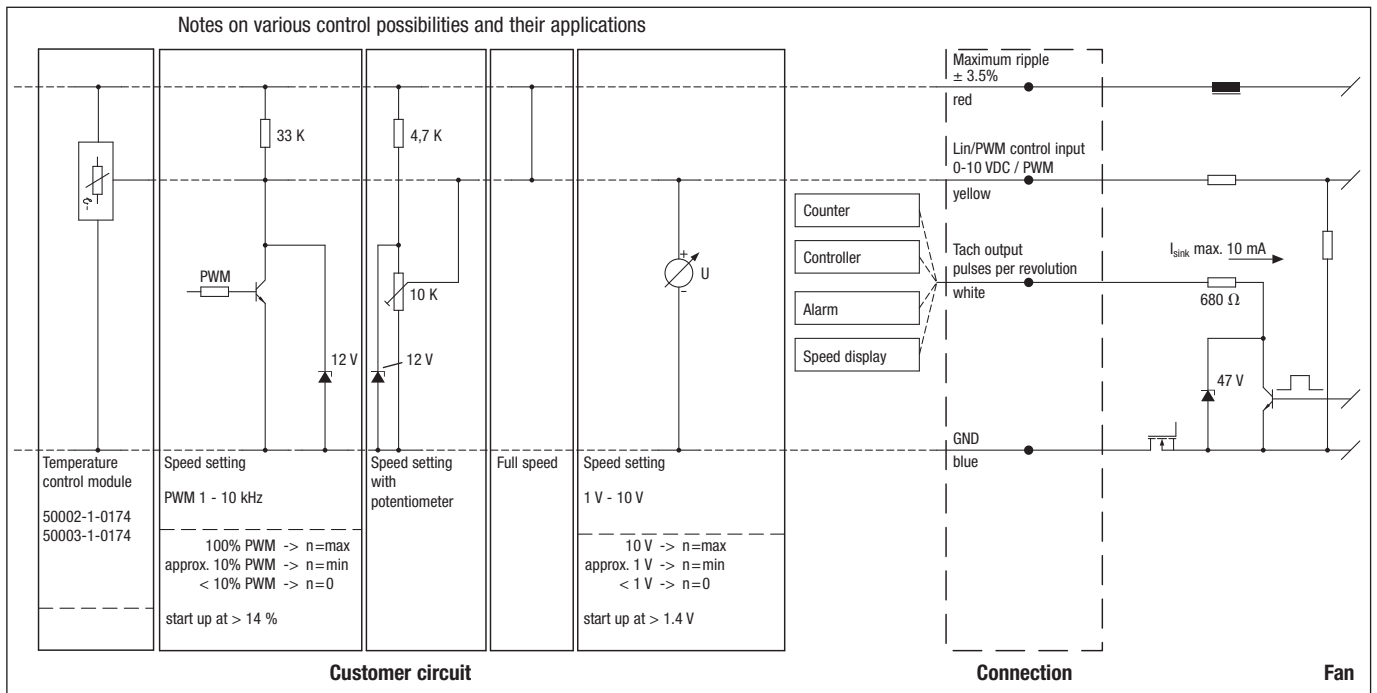 Notes on various control possibilities and their applications
33 K
PWM
12 V
4,7 K
10 K
12 V
+
U
-
Counter
Controller
Alarm
Speed display
Maximum ripple
± 3.5%
red
Lin/PWM control input
0-10 VDC / PWM
yellow
Tach output
pulses per revolution
white
GND
blue
I sink max. 10 mA
680 Ω
47 V
Temperature
control module
50002-1-0174
50003-1-0174
Speed setting
PWM 1 - 10 kHz
100% PWM -> n=max
approx. 10% PWM -> n=min
< 10% PWM -> n=0
start up at > 14 %
Speed setting
with
potentiometer
Full speed
Speed setting
1 V - 10 V
10 V -> n=max
approx. 1 V -> n=min
< 1 V -> n=0
start up at > 1.4 V
Customer circuit
Connection
Fan